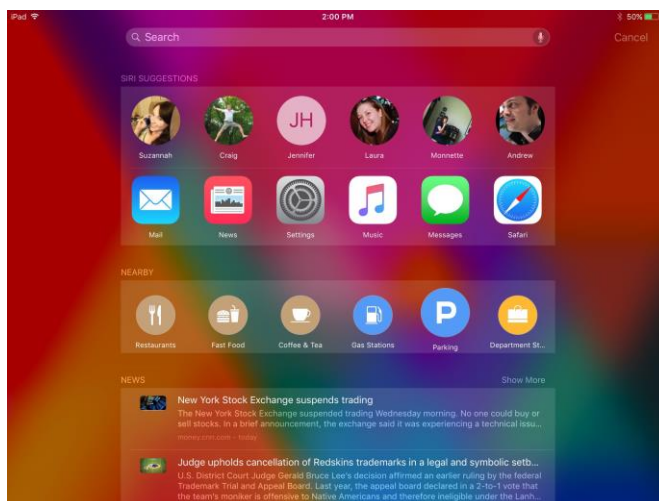 iPad 2:00 PM 50%
Search Cancel
SIRI SUGGESTIONS
JH
Suzannah Craig Jennifer Laura Monnette Andrew
Mail News Settings Music Messages Safari
NEARBY
P
Restaurants Fast Food Coffee & Tea Gas Stations Parking Department St...
NEWS Show More
New York Stock Exchange suspends trading
The New York Stock Exchange suspended trading Wednesday morning. No one could buy or
sell stocks. In a brief announcement, the exchange said it was experiencing a technical issu...
money.cnn.com - today
Judge upholds cancellation of Redskins trademarks in a legal and symbolic setb...
U.S. District Court Judge Gerald Bruce Lee's decision affirmed an earlier ruling by the federal
Trademark Trial and Appeal Board. Last year, the appeal board declared in a 2-to-1 vote that
the team's moniker is offensive to Native Americans and therefore ineligible under the Lanh...